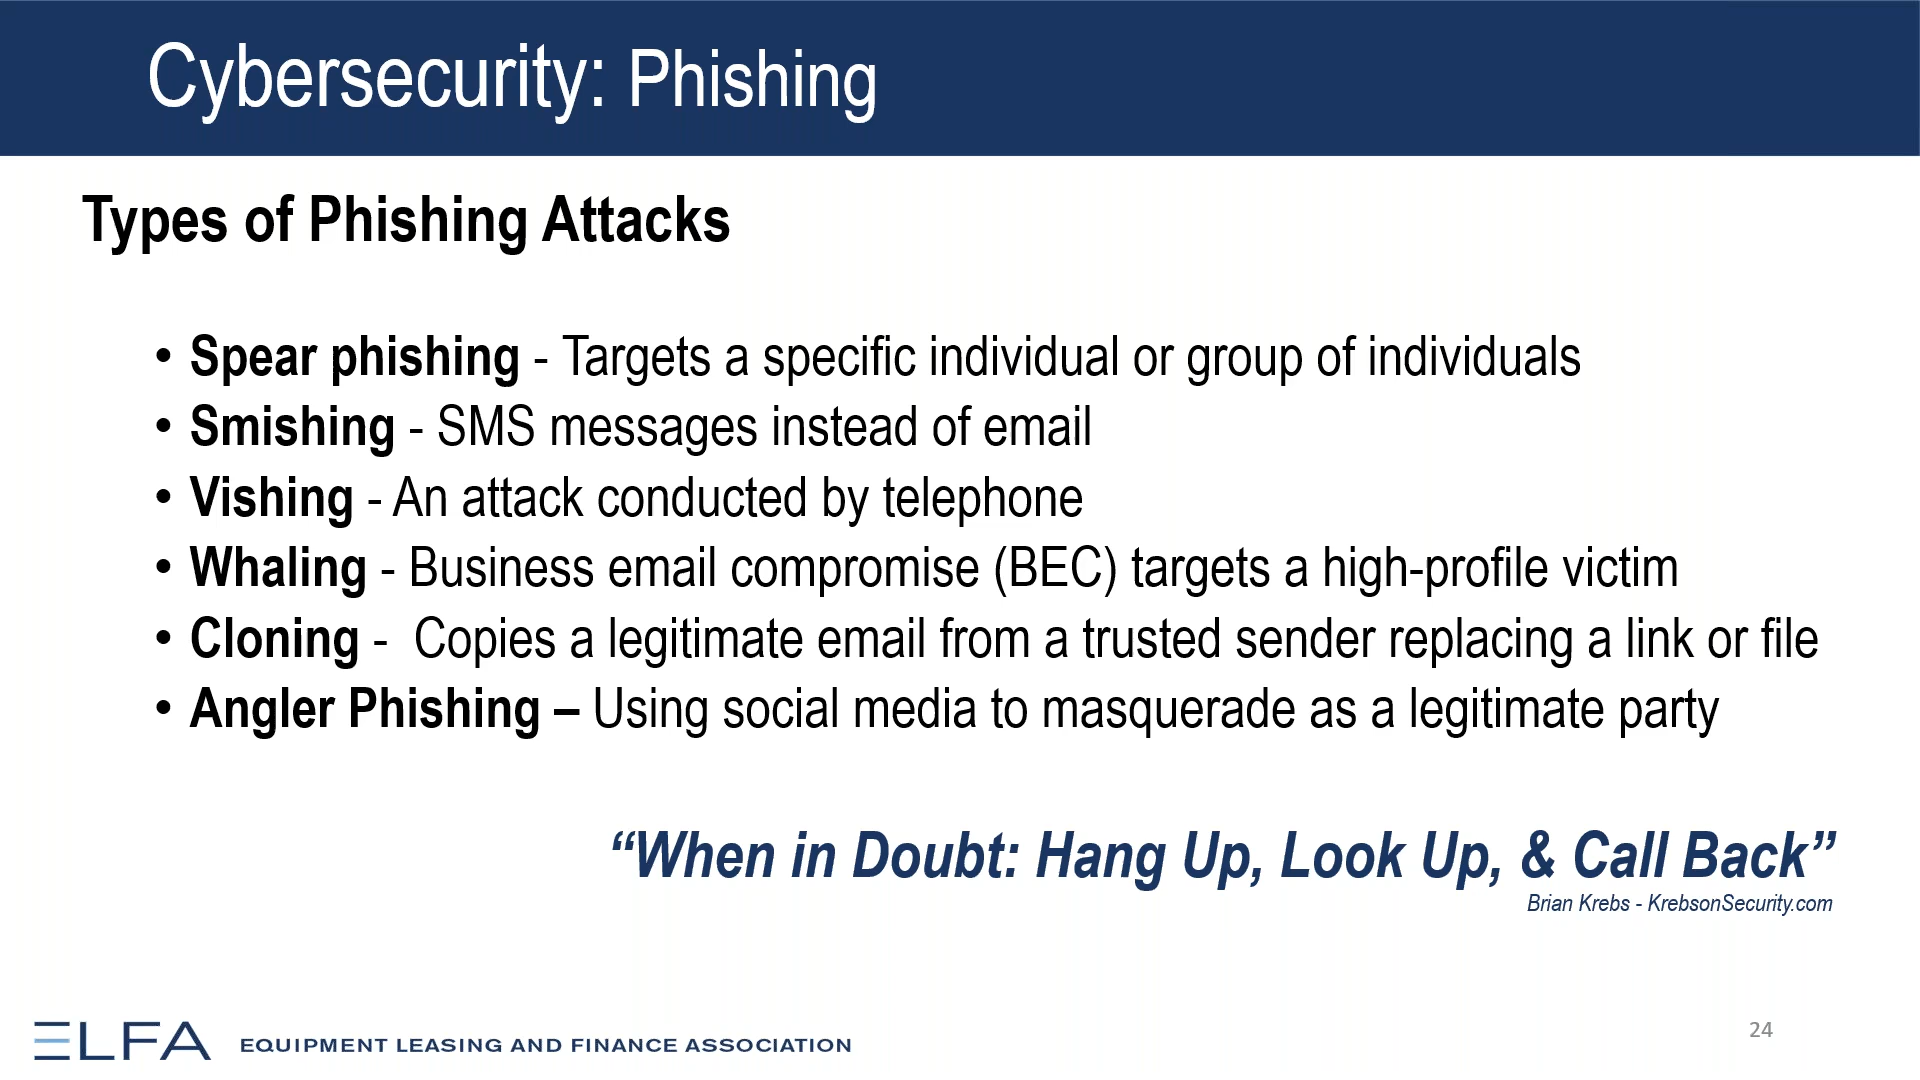 Cybersecurity: Phishing
Types of Phishing Attacks
• Spear phishing - Targets a specific individual or group of individuals
• Smishing - SMS messages instead of email
• Vishing - An attack conducted by telephone
• Whaling - Business email compromise (BEC) targets a high-profile victim
• Cloning -  Copies a legitimate email from a trusted sender replacing a link or file
• Angler Phishing – Using social media to masquerade as a legitimate party
“When in Doubt: Hang Up, Look Up, & Call Back”
Brian Krebs - KrebsonSecurity.com
ELFA EQUIPMENT LEASING AND FINANCE ASSOCIATION
24